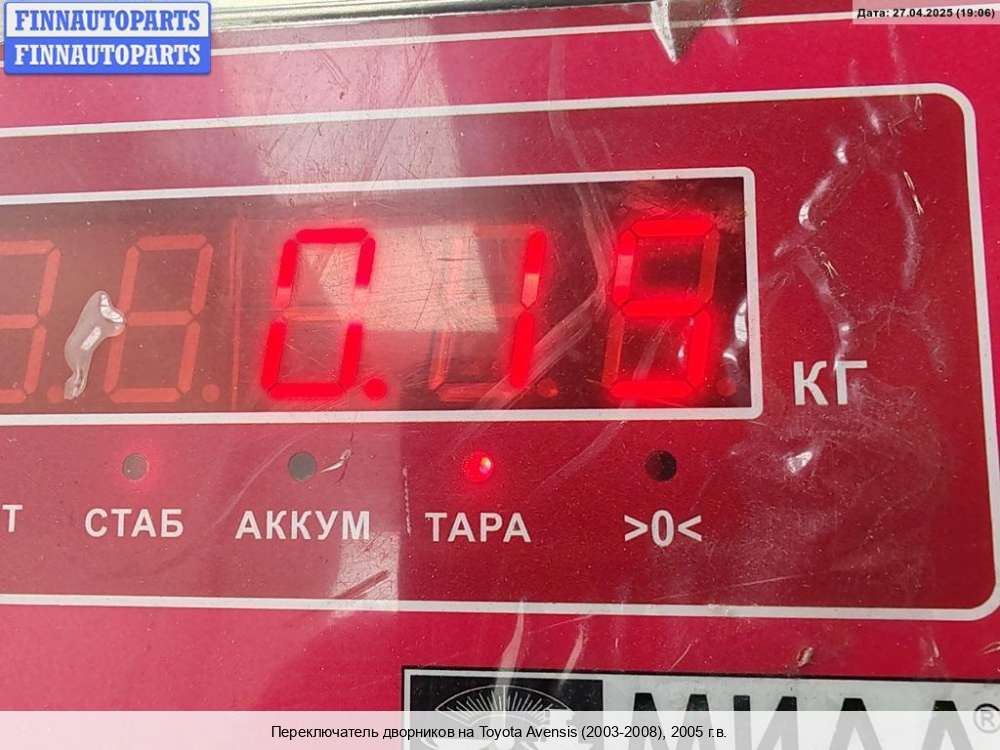 FINNAUTOPARTS
FINNAUTOPARTS
Дата: 27.04.2025 (19:06)
0.15
КГ
Т СТАБ АККУМ ТАРА >0<
®
Переключатель дворников на Toyota Avensis (2003-2008), 2005 г.в.